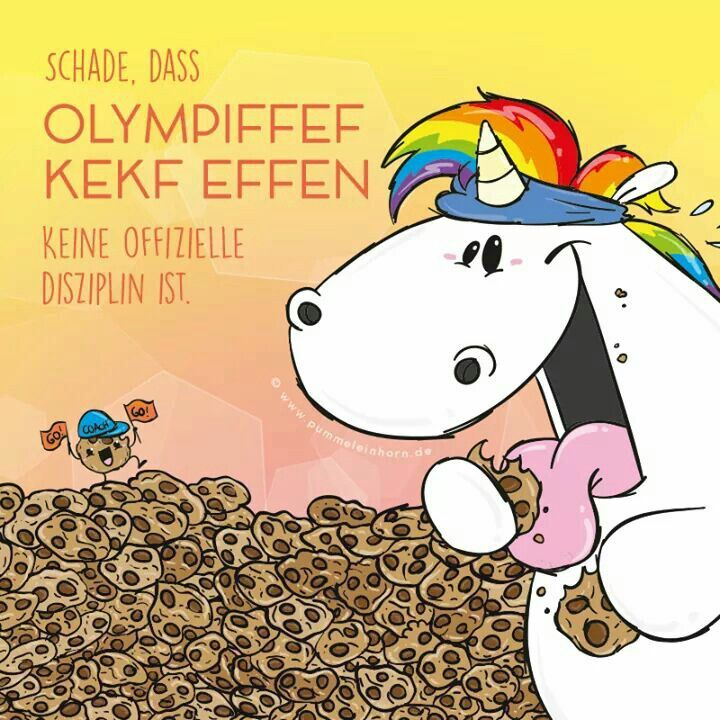 SCHADE, DASS
OLYMPIFFEF
KEKF EFFEN
KEINE OFFIZIELLE
DISZIPLIN IST.
GO!
COACH
GO!
© www.pummeleinhorn.de